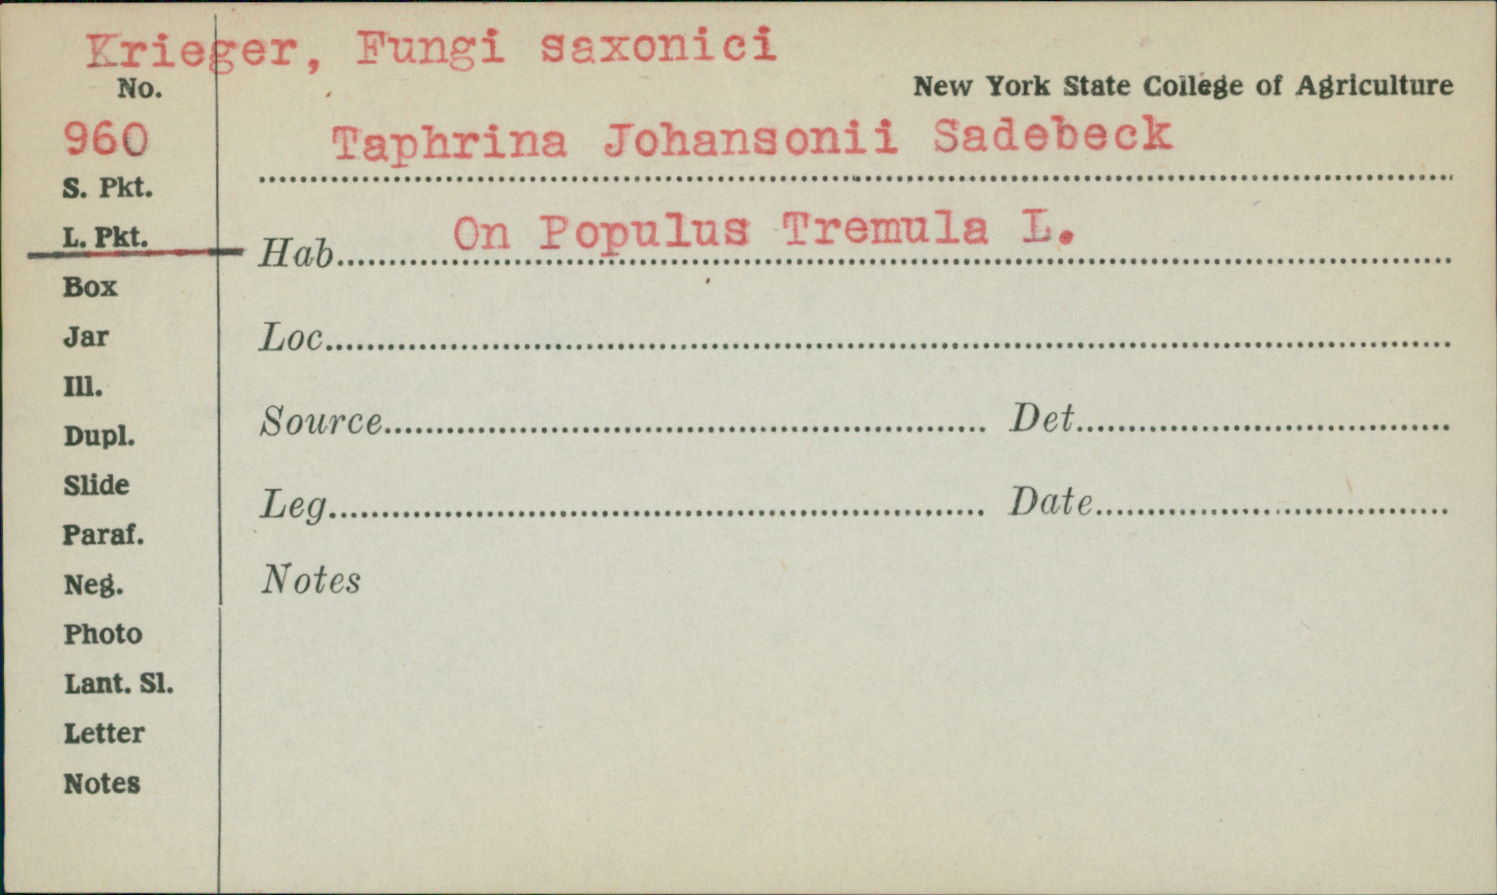 Krieger, Fungi saxonici
No.
New York State College of Agriculture
960
Taphrina Johansonii Sadebeck
S. Pkt.
L. Pkt.
Hab. On Populus Tremula L.
Box
Jar
Loc.
Ill.
Dupl.
Source. Det.
Slide
Leg. Date.
Paraf.
Neg.
Notes
Photo
Lant. Sl.
Letter
Notes